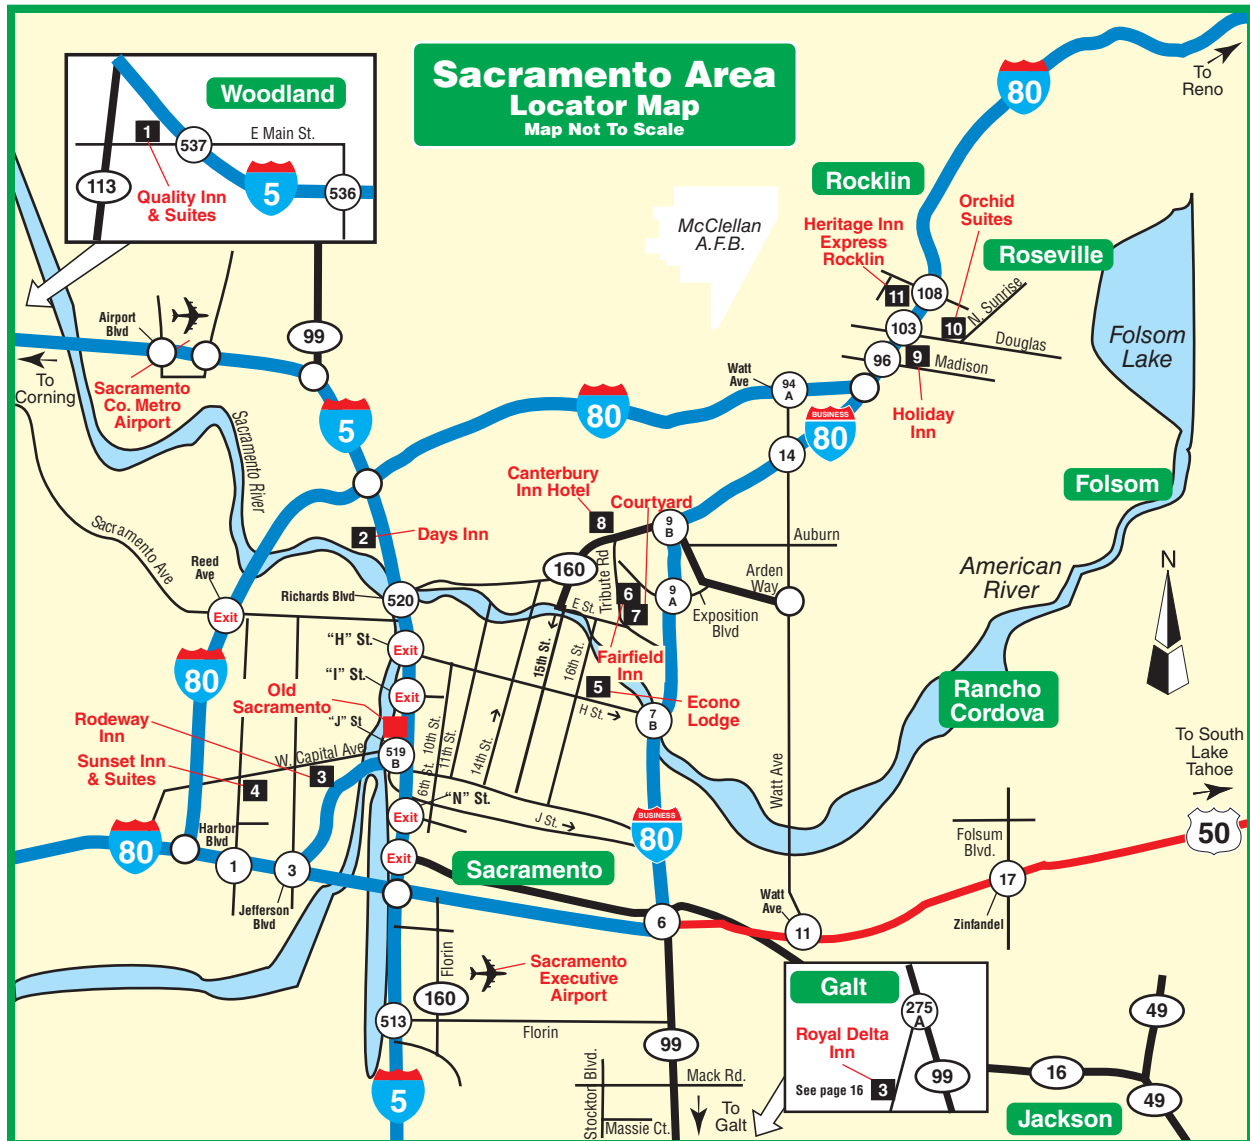 Sacramento Area
Locator Map
Map Not To Scale
Woodland
1
E Main St.
537
113
5
536
Quality Inn
& Suites
80
To
Reno
Rocklin
McClellan
A.F.B.
Heritage Inn
Express
Rocklin
Orchid
Suites
Roseville
11
108
N. Sunrise
103
10
Douglas
96
9
Madison
Folsom
Lake
Holiday
Inn
Airport
Blvd
99
To
Corning
Sacramento
Co. Metro
Airport
5
80
Watt
Ave
94
A
BUSINESS
80
14
Sacramento River
Canterbury
Inn Hotel
Courtyard
Folsom
8
9
B
Auburn
2
Days Inn
Sacramento Ave
Reed
Ave
160
Tribute Rd
Arden
Way
American
River
N
Richards Blvd
520
Exit
6
7
9
A
Exposition
Blvd
E St.
"H" St.
Exit
15th St.
16th St.
Fairfield
Inn
80
"I" St.
Exit
5
Econo
Lodge
Rancho
Cordova
Old
Sacramento
H St.
7
B
Rodeway
Inn
"J" St
10th St.
11th St.
14th St.
6th St.
W. Capital Ave
519
B
Sunset Inn
& Suites
3
4
Watt Ave
To South
Lake
Tahoe
"N" St.
Exit
J St.
BUSINESS
80
50
Harbor
Blvd
80
Folsum
Blvd.
Exit
Sacramento
1
3
17
Jefferson
Blvd
Watt
Ave
6
11
Zinfandel
Florin
Sacramento
Executive
Airport
160
Galt
275
A
49
513
Florin
Royal Delta
Inn
99
See page 16
3
99
16
49
5
Stockton Blvd.
Mack Rd.
To
Galt
Massie Ct.
Jackson